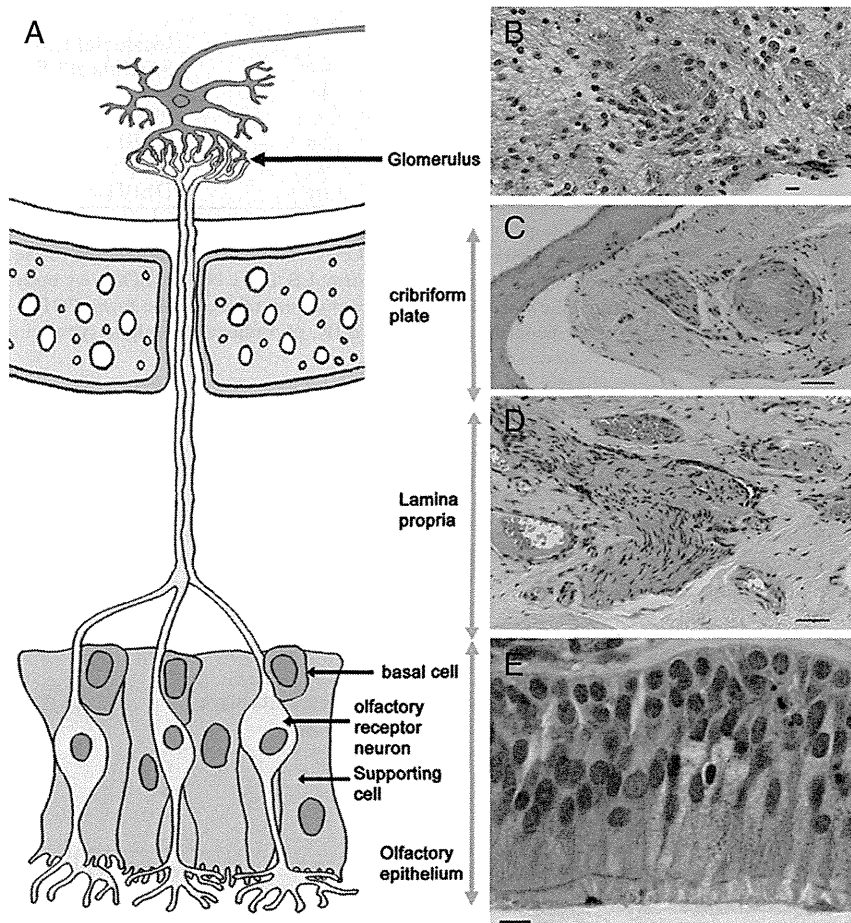 A
Glomerulus
cribriform
plate
Lamina
propria
basal cell
olfactory
receptor
neuron
Supporting
cell
Olfactory
epithelium
B
C
D
E